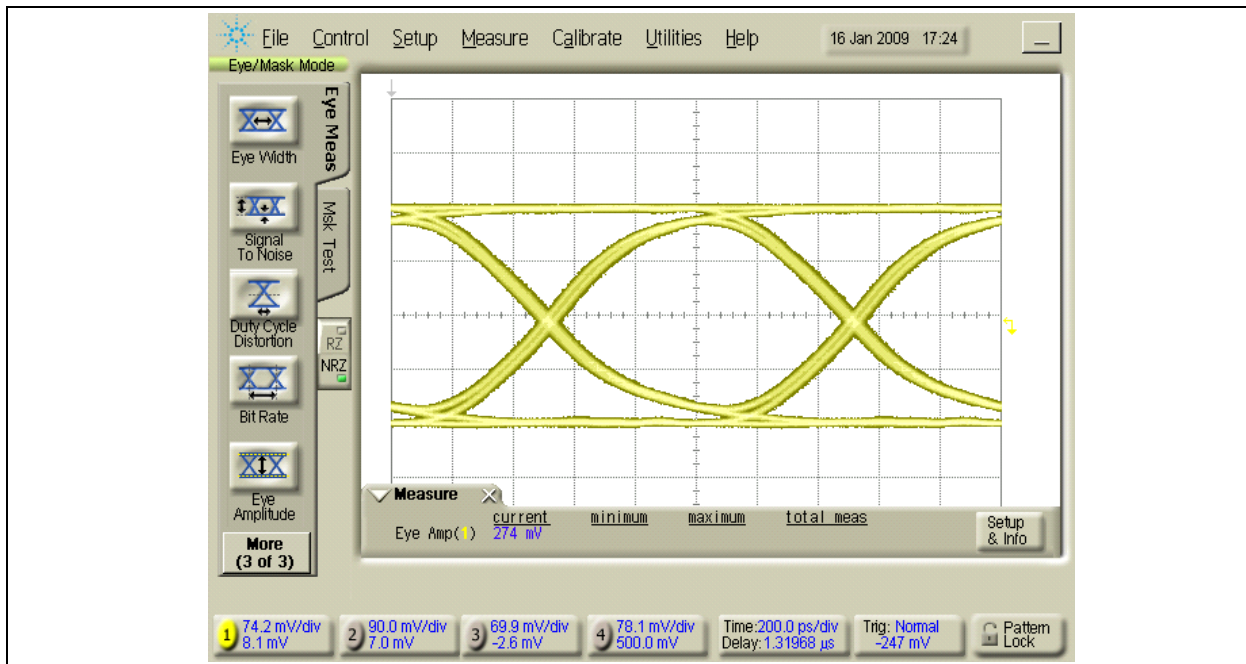 File Control Setup Measure Calibrate Utilities Help 16 Jan 2009 17:24
Eye/Mask Mode
Eye Meas
Msk Test
Eye Width
Signal
To Noise
Duty Cycle
Distortion
RZ
NRZ
Bit Rate
Eye
Amplitude
More
(3 of 3)
Measure
current minimum maximum total meas
Eye Amp(1) 274 mV
Setup
& Info
1 74.2 mV/div
8.1 mV
2 90.0 mV/div
7.0 mV
3 69.9 mV/div
-2.6 mV
4 78.1 mV/div
500.0 mV
Time:200.0 ps/div
Delay:1.31968 µs
Trig: Normal
-247 mV
Pattern
Lock